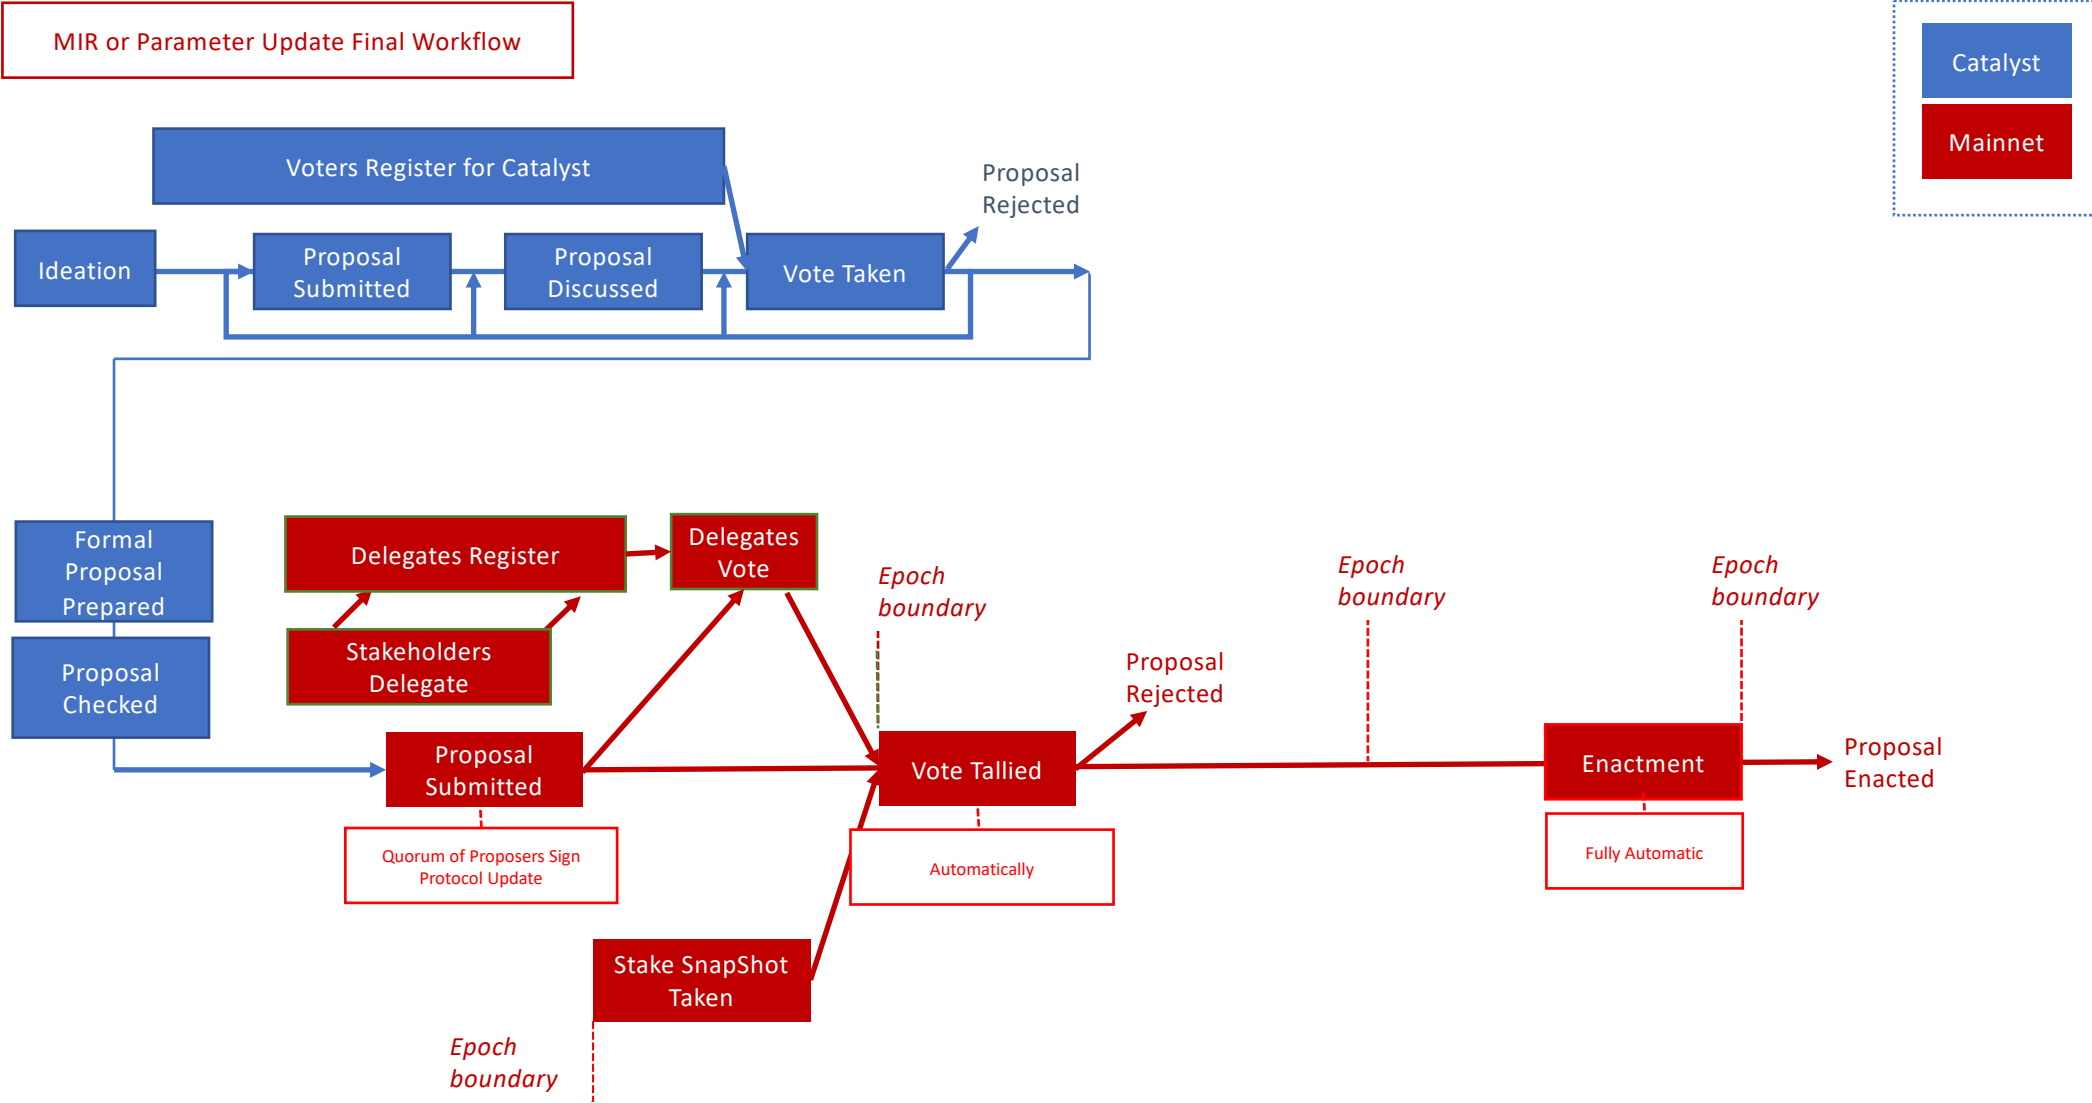 MIR or Parameter Update Final Workflow
Catalyst
Mainnet
Voters Register for Catalyst
Proposal
Rejected
Ideation
Proposal
Submitted
Proposal
Discussed
Vote Taken
Formal
Proposal
Prepared
Proposal
Checked
Delegates Register
Delegates
Vote
Stakeholders
Delegate
Epoch
boundary
Epoch
boundary
Epoch
boundary
Proposal
Rejected
Proposal
Submitted
Vote Tallied
Enactment
Proposal
Enacted
Quorum of Proposers Sign
Protocol Update
Automatically
Fully Automatic
Stake SnapShot
Taken
Epoch
boundary